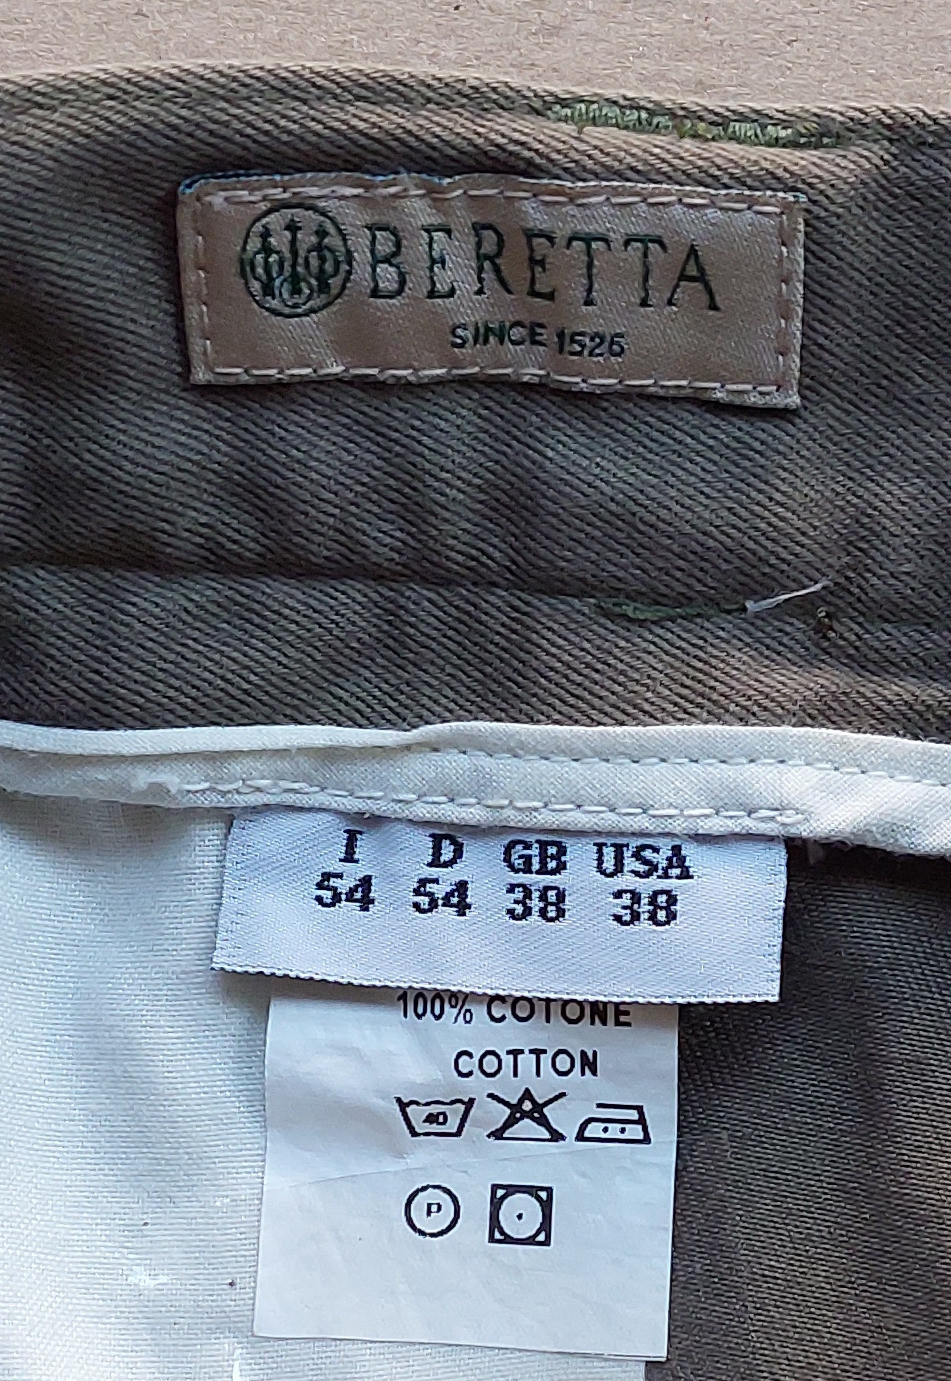 BERETTA
SINCE 1526
I D GB USA
54 54 38 38
100% COTONE
COTTON
40
P